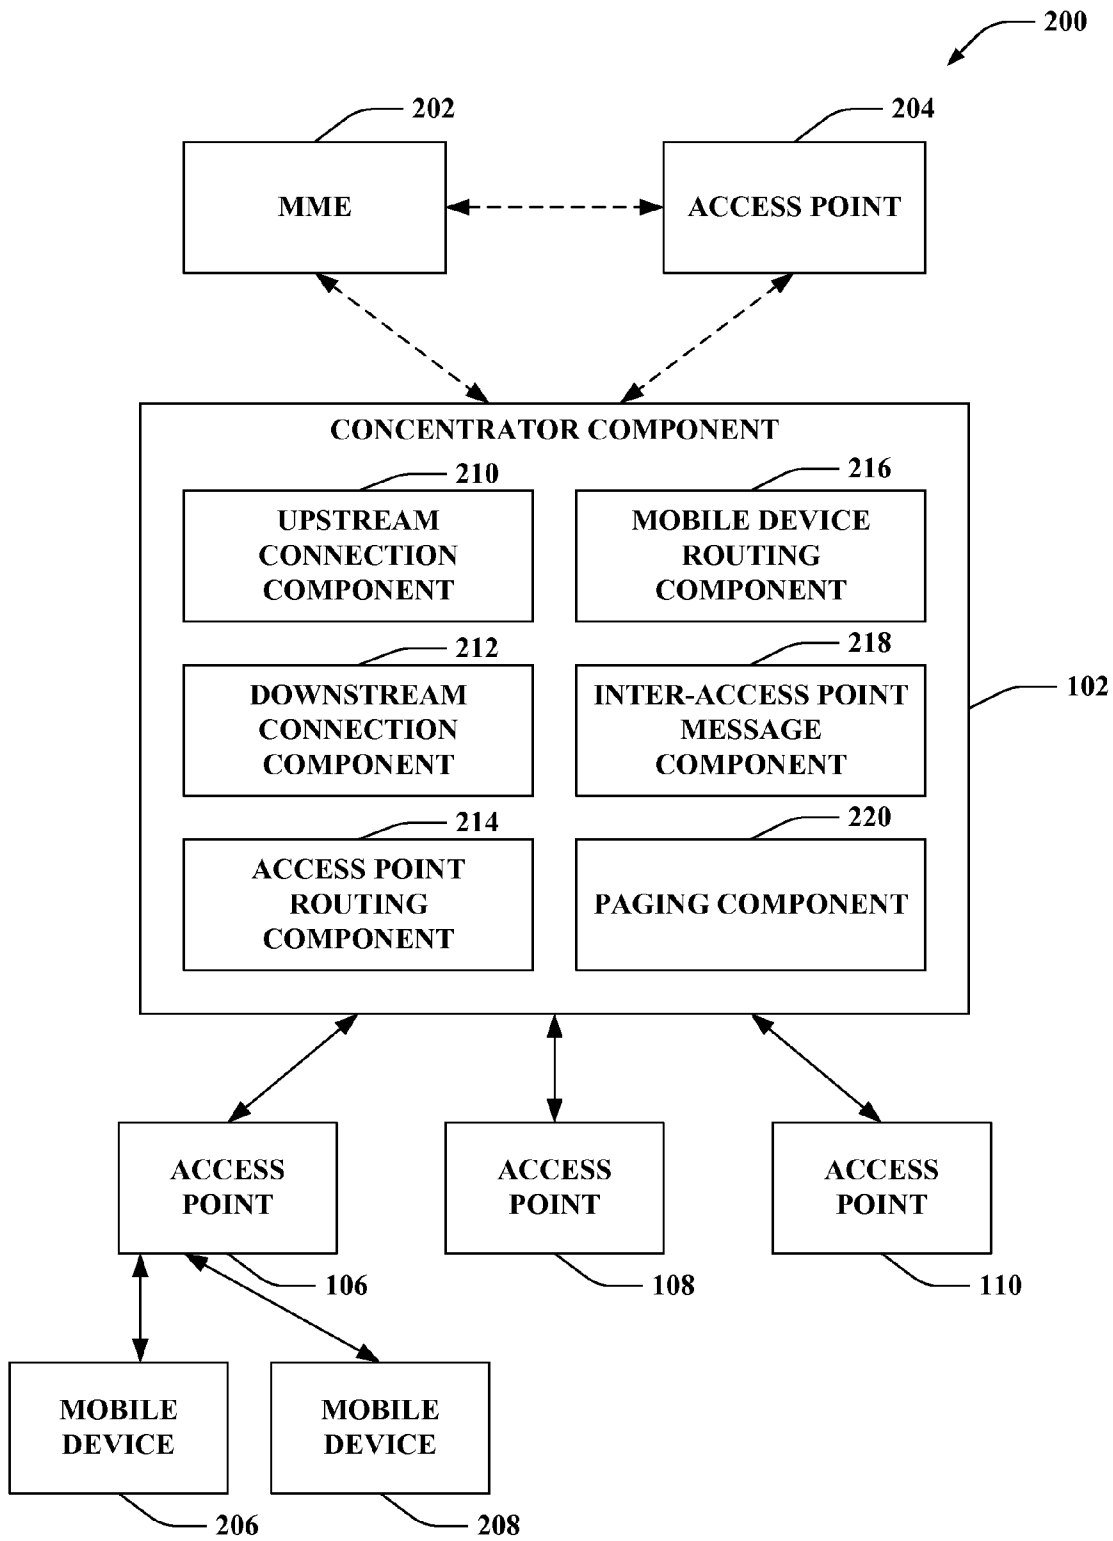 200
202
204
MME
ACCESS POINT
CONCENTRATOR COMPONENT
210
216
UPSTREAM
CONNECTION
COMPONENT
MOBILE DEVICE
ROUTING
COMPONENT
212
218
DOWNSTREAM
CONNECTION
COMPONENT
INTER-ACCESS POINT
MESSAGE
COMPONENT
102
214
220
ACCESS POINT
ROUTING
COMPONENT
PAGING COMPONENT
ACCESS
POINT
ACCESS
POINT
ACCESS
POINT
106
108
110
MOBILE
DEVICE
MOBILE
DEVICE
206
208